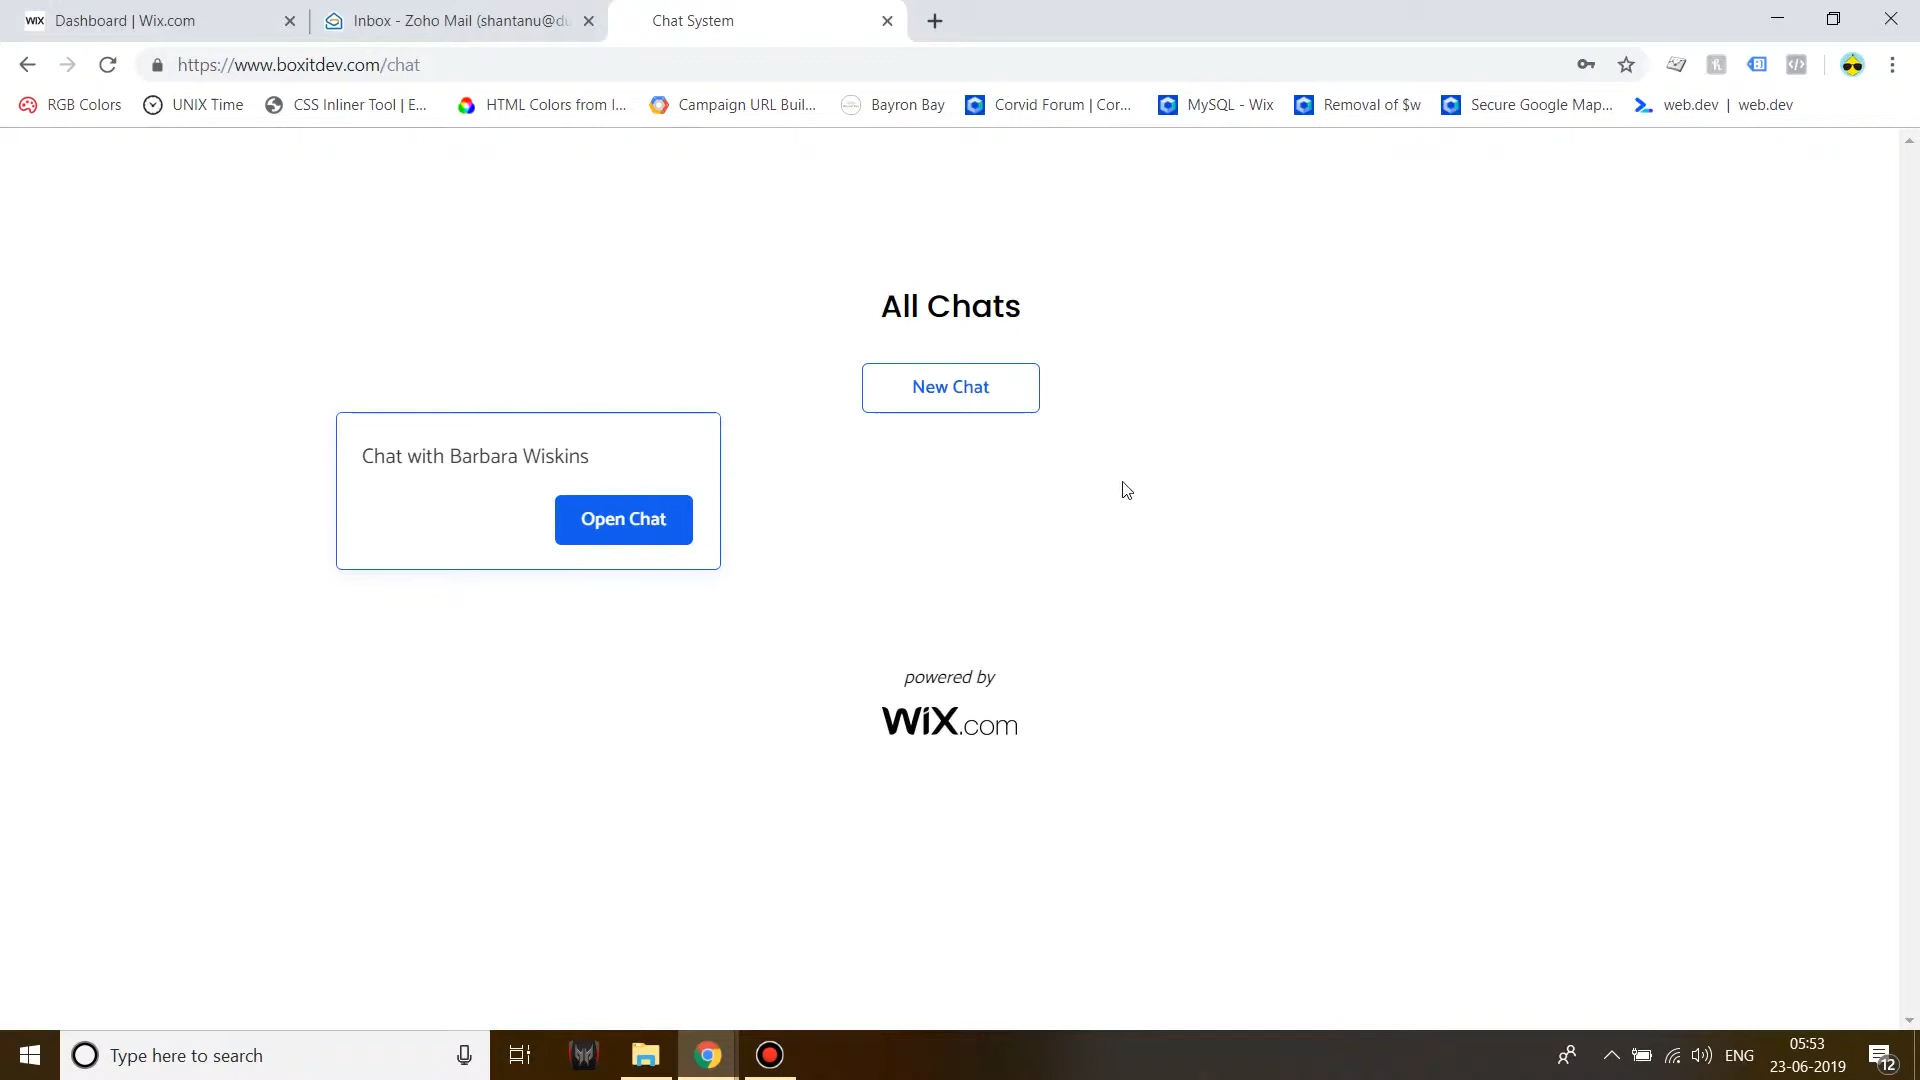 WIX Dashboard | Wix.com
Inbox - Zoho Mail (shantanu@du
Chat System
https://www.boxitdev.com/chat
RGB Colors
UNIX Time
CSS Inliner Tool | E...
HTML Colors from I...
Campaign URL Buil...
Bayron Bay
Corvid Forum | Cor...
MySQL - Wix
Removal of $w
Secure Google Map...
web.dev | web.dev
All Chats
New Chat
Chat with Barbara Wiskins
Open Chat
powered by
WiX.com
Type here to search
ENG
05:53
23-06-2019
12